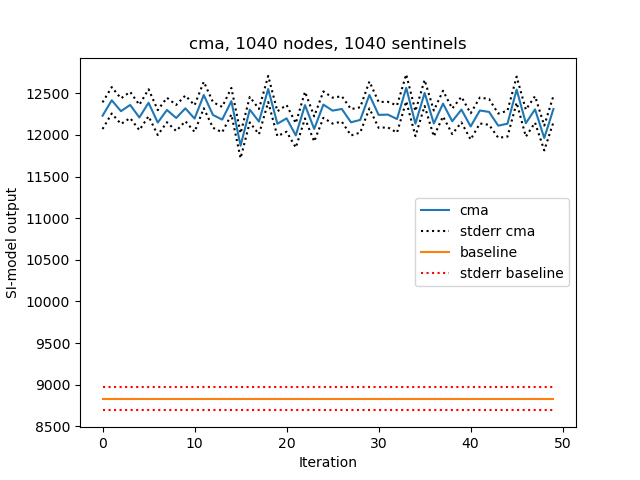 cma, 1040 nodes, 1040 sentinels
SI-model output
12500
12000
11500
11000
10500
10000
9500
9000
8500
cma
stderr cma
baseline
stderr baseline
0
10
20
30
40
50
Iteration